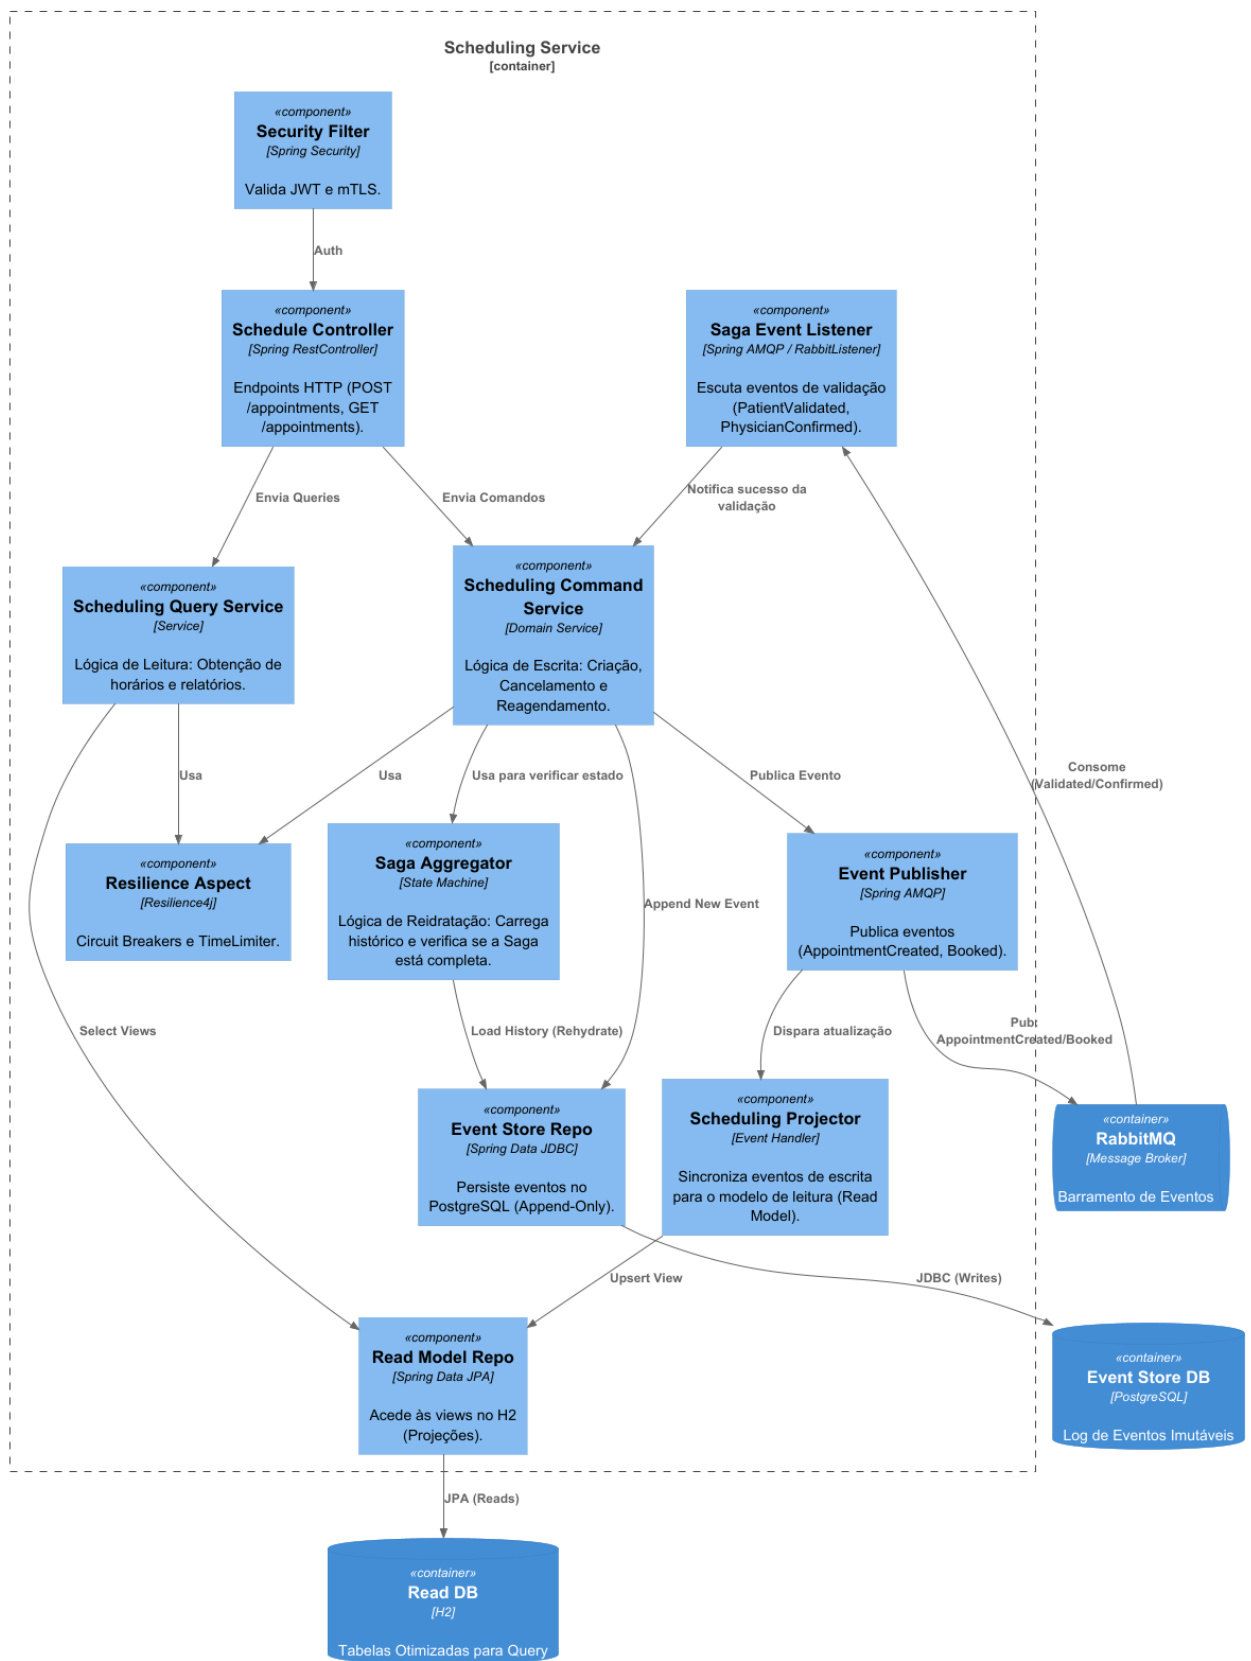 Scheduling Service
[container]
«component»
Security Filter
[Spring Security]
Valida JWT e mTLS.
Auth
«component»
Schedule Controller
[Spring RestController]
Endpoints HTTP (POST
/appointments, GET
/appointments).
«component»
Saga Event Listener
[Spring AMQP / RabbitListener]
Escuta eventos de validação
(PatientValidated,
PhysicianConfirmed).
Envia Queries
Envia Comandos
Notifica sucesso da
validação
«component»
Scheduling Query Service
[Service]
Lógica de Leitura: Obtenção de
horários e relatórios.
«component»
Scheduling Command
Service
[Domain Service]
Lógica de Escrita: Criação,
Cancelamento e
Reagendamento.
Usa
Usa
Usa para verificar estado
Publica Evento
Consome
(Validated/Confirmed)
«component»
Resilience Aspect
[Resilience4j]
Circuit Breakers e TimeLimiter.
«component»
Saga Aggregator
[State Machine]
Lógica de Reidratação: Carrega
histórico e verifica se a Saga
está completa.
Append New Event
«component»
Event Publisher
[Spring AMQP]
Publica eventos
(AppointmentCreated, Booked).
Select Views
Load History (Rehydrate)
Dispara atualização
Pub:
AppointmentCreated/Booked
«component»
Event Store Repo
[Spring Data JDBC]
Persiste eventos no
PostgreSQL (Append-Only).
«component»
Scheduling Projector
[Event Handler]
Sincroniza eventos de escrita
para o modelo de leitura (Read
Model).
«container»
RabbitMQ
[Message Broker]
Barramento de Eventos
Upsert View
JDBC (Writes)
«component»
Read Model Repo
[Spring Data JPA]
Acede às views no H2
(Projeções).
«container»
Event Store DB
[PostgreSQL]
Log de Eventos Imutáveis
JPA (Reads)
«container»
Read DB
[H2]
Tabelas Otimizadas para Query